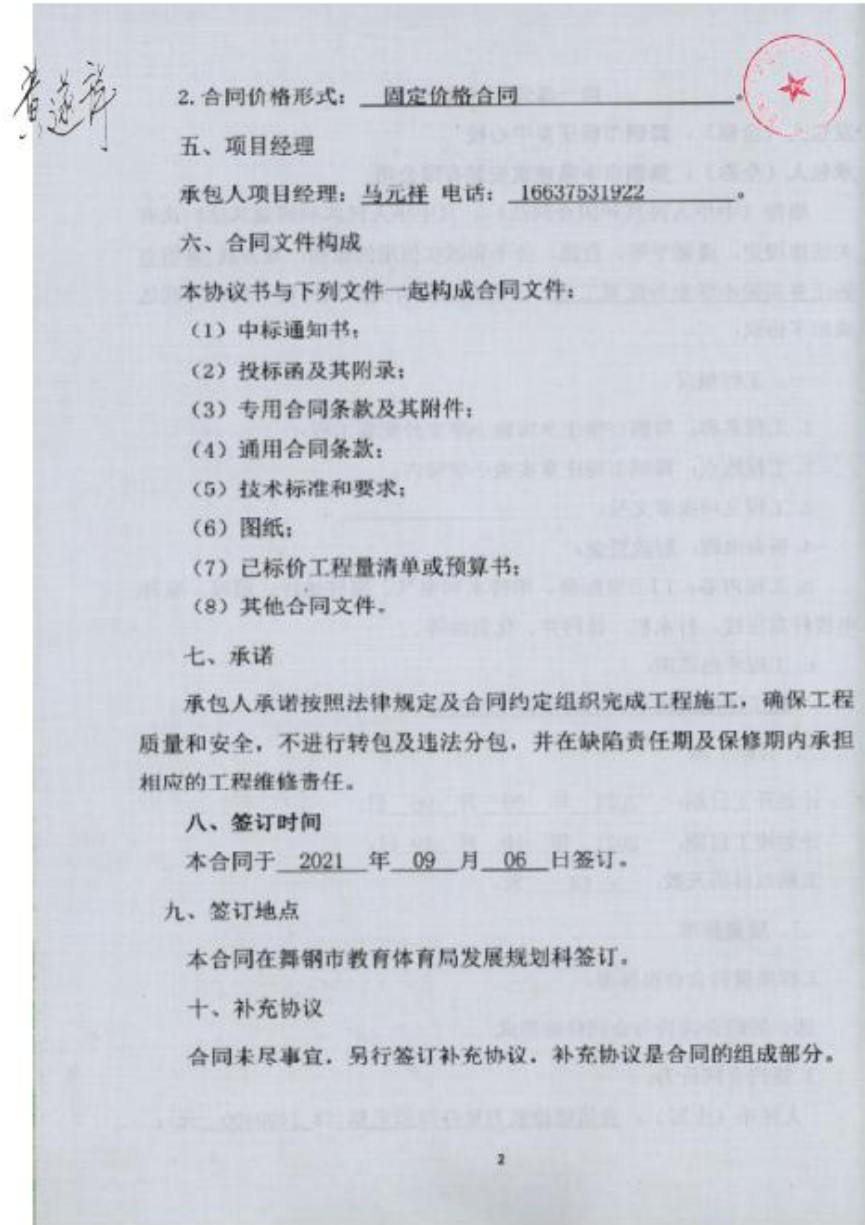 2.合同价格形式： 固定价格合同 。
五、项目经理
承包人项目经理：马元祥 电话： 16637531922 。
六、合同文件构成
本协议书与下列文件一起构成合同文件：
（1）中标通知书；
（2）投标函及其附录；
（3）专用合同条款及其附件；
（4）通用合同条款；
（5）技术标准和要求；
（6）图纸；
（7）已标价工程量清单或预算书；
（8）其他合同文件。
七、承诺
承包人承诺按照法律规定及合同约定组织完成工程施工，确保工程
质量和安全，不进行转包及违法分包，并在缺陷责任期及保修期内承担
相应的工程维修责任。
八、签订时间
本合同于 2021 年 09 月 06 日签订。
九、签订地点
本合同在舞钢市教育体育局发展规划科签订。
十、补充协议
合同未尽事宜，另行签订补充协议，补充协议是合同的组成部分。
2